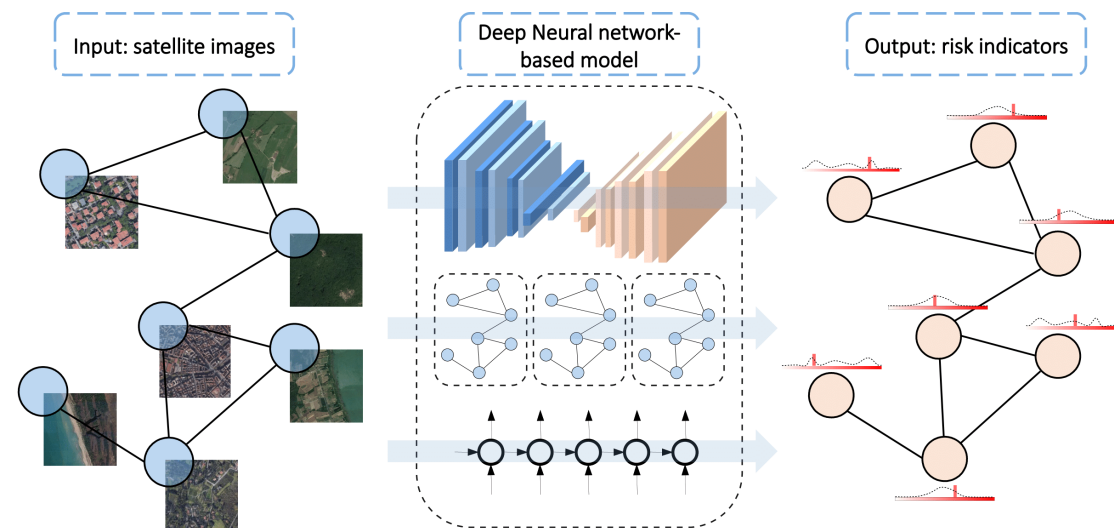 Input: satellite images
Deep Neural network-
based model
Output: risk indicators